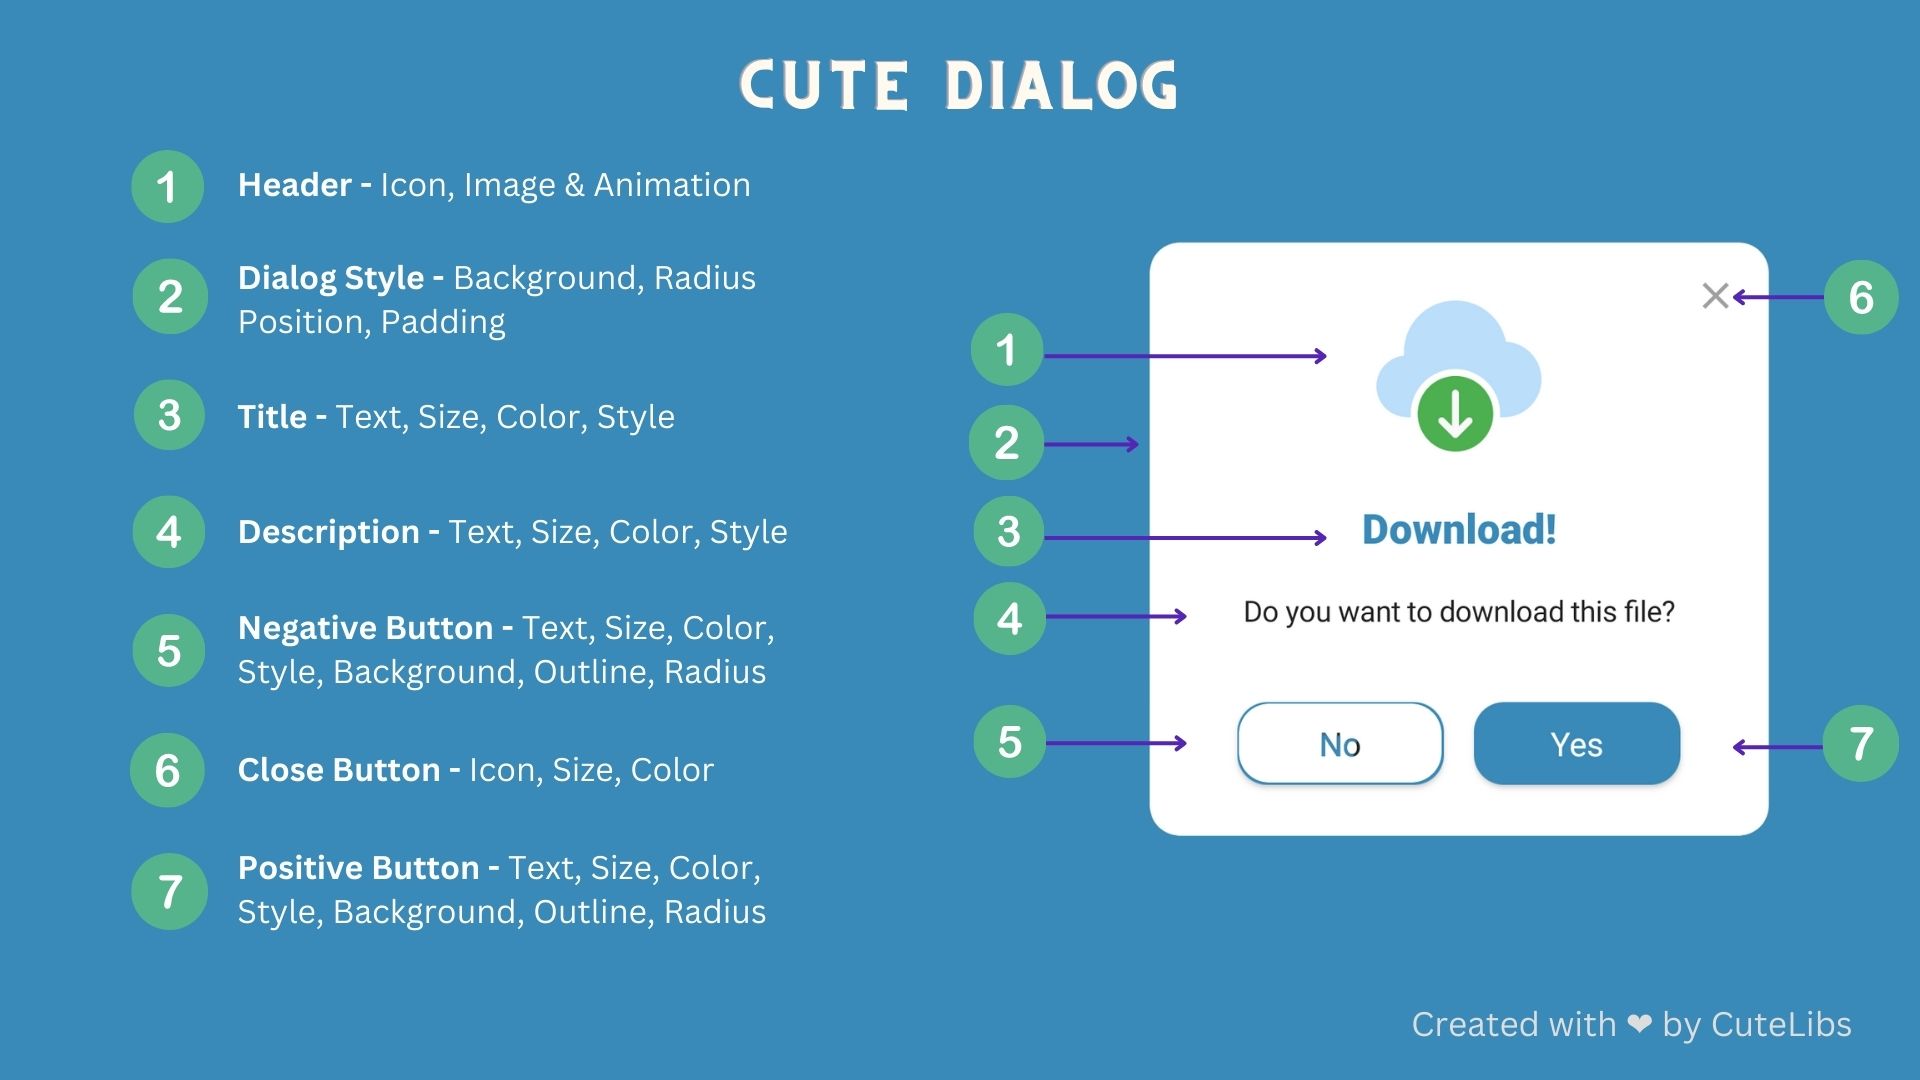 CUTE DIALOG
1
Header - Icon, Image & Animation
2
Dialog Style - Background, Radius
Position, Padding
3
Title - Text, Size, Color, Style
4
Description - Text, Size, Color, Style
5
Negative Button - Text, Size, Color,
Style, Background, Outline, Radius
6
Close Button - Icon, Size, Color
7
Positive Button - Text, Size, Color,
Style, Background, Outline, Radius
6
1
2
3
Download!
4
Do you want to download this file?
5
No
Yes
7
Created with ❤ by CuteLibs